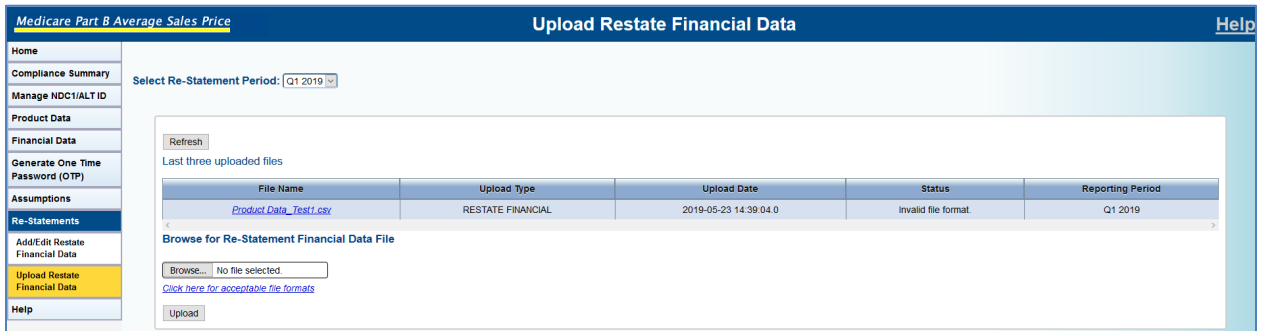 Medicare Part B Average Sales Price
Upload Restate Financial Data
Help
Home
Compliance Summary
Manage NDC1/ALT ID
Product Data
Financial Data
Generate One Time
Password (OTP)
Assumptions
Re-Statements
Add/Edit Restate
Financial Data
Upload Restate
Financial Data
Help
Select Re-Statement Period: Q1 2019
Refresh
Last three uploaded files
File Name Upload Type Upload Date Status Reporting Period
Product Data_Test1.csv RESTATE FINANCIAL 2019-05-23 14:39:04.0 Invalid file format. Q1 2019
Browse for Re-Statement Financial Data File
Browse... No file selected.
Click here for acceptable file formats
Upload